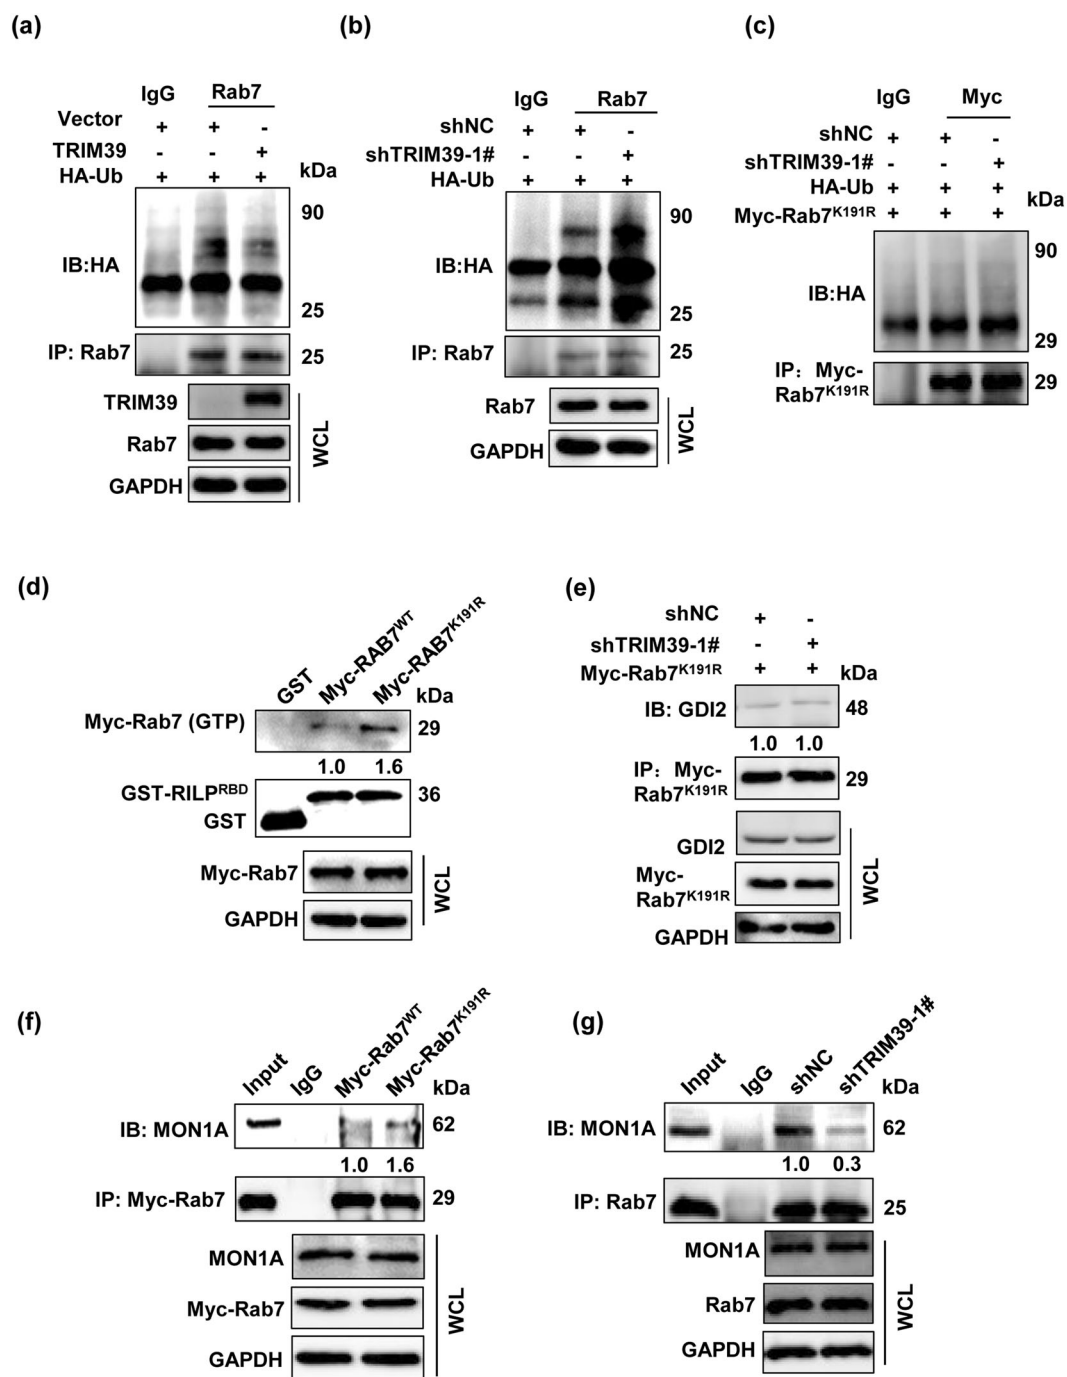 (a)
IgG Rab7
Vector + + -
TRIM39 - - +
HA-Ub + + +
kDa
90
IB:HA
25
IP: Rab7 25
TRIM39
Rab7
GAPDH
WCL
(b)
IgG Rab7
shNC + + -
shTRIM39-1# - - +
HA-Ub + + +
90
IB:HA
25
IP: Rab7 25
Rab7
GAPDH
WCL
(c)
IgG Myc
shNC + + -
shTRIM39-1# - - +
HA-Ub + + +
Myc-Rab7K191R + + +
kDa
90
IB:HA
29
IP: Myc-
Rab7K191R
29
(d)
GST Myc-RAB7WT Myc-RAB7K191R
kDa
Myc-Rab7 (GTP) 29
1.0 1.6
GST-RILPRBD 36
GST
Myc-Rab7
GAPDH
WCL
(e)
shNC + -
shTRIM39-1# - +
Myc-Rab7K191R + + kDa
IB: GDI2 48
1.0 1.0
IP: Myc-
Rab7K191R
29
GDI2
Myc-
Rab7K191R
GAPDH
WCL
(f)
Input IgG Myc-Rab7WT Myc-Rab7K191R
kDa
IB: MON1A 62
1.0 1.6
IP: Myc-Rab7 29
MON1A
Myc-Rab7
GAPDH
WCL
(g)
Input IgG shNC shTRIM39-1#
kDa
IB: MON1A 62
1.0 0.3
IP: Rab7 25
MON1A
Rab7
GAPDH
WCL